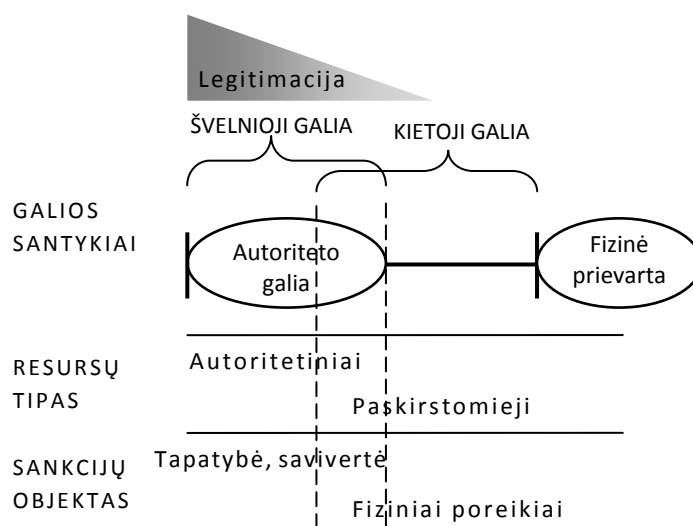 Legitimacija
ŠVELNIOJI GALIA
KIETOJI GALIA
GALIOS
SANTYKIAI
Autoriteto
galia
Fizinė
prievarta
RESURSŲ
TIPAS
Autoritetiniai
Paskirstomieji
SANKCIJŲ
OBJEKTAS
Tapatybė, savivertė
Fiziniai poreikiai